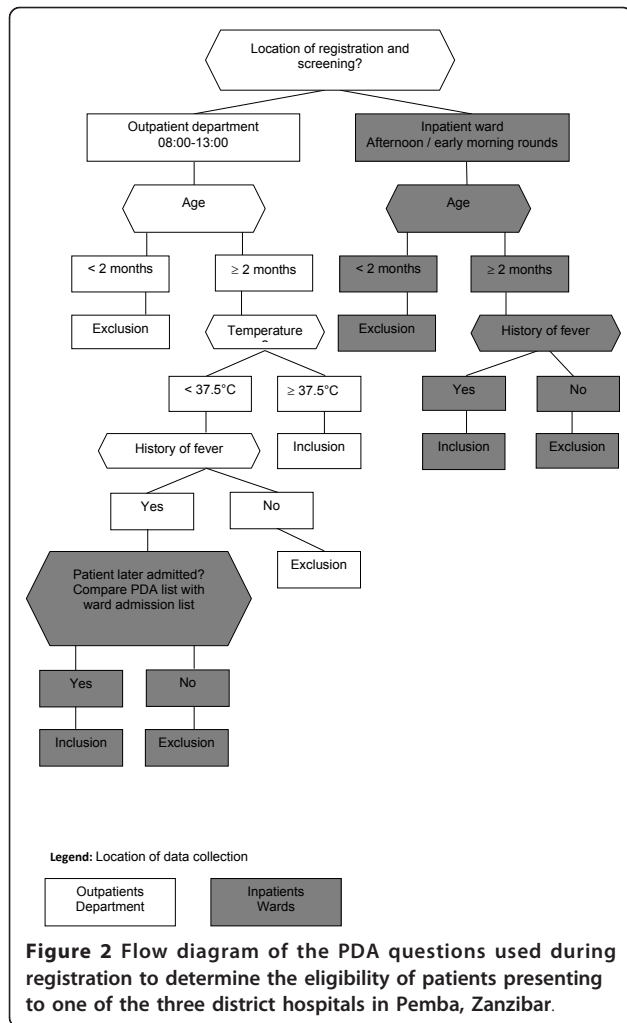 Location of registration and
screening?
Outpatient department
08:00-13:00
Inpatient ward
Afternoon / early morning rounds
Age
Age
< 2 months
≥ 2 months
< 2 months
≥ 2 months
Exclusion
Temperature
Exclusion
History of fever
< 37.5°C
≥ 37.5°C
Yes
No
History of fever
Inclusion
Inclusion
Exclusion
Yes
No
Exclusion
Patient later admitted?
Compare PDA list with
ward admission list
Yes
No
Inclusion
Exclusion
Legend: Location of data collection
Outpatients
Department
Inpatients
Wards
Figure 2 Flow diagram of the PDA questions used during
registration to determine the eligibility of patients presenting
to one of the three district hospitals in Pemba, Zanzibar.